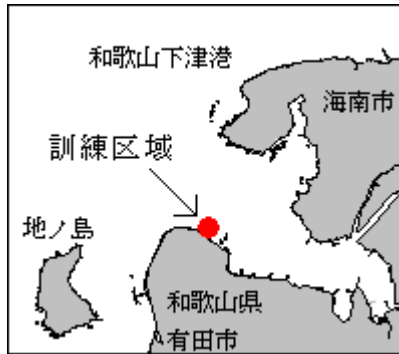 和歌山下津港
海南市
訓練区域
地ノ島
和歌山県
有田市